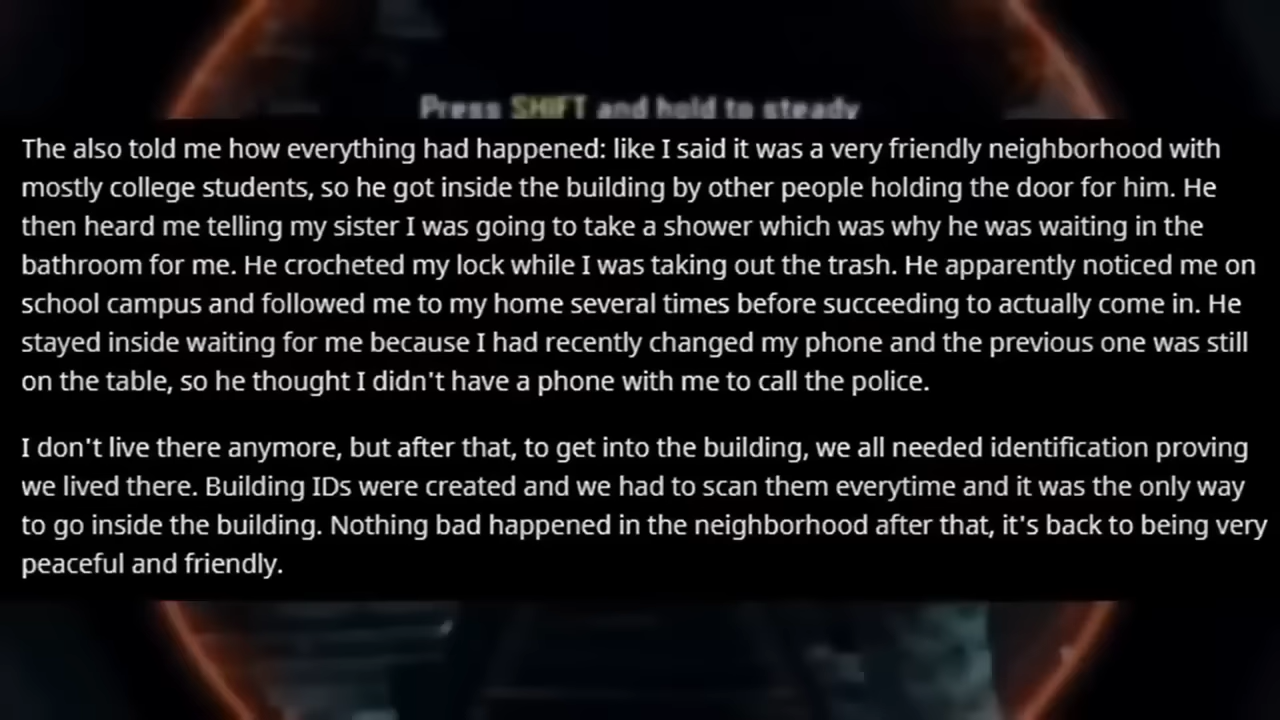 Press SHIFT and hold to steady
The also told me how everything had happened: like I said it was a very friendly neighborhood with
mostly college students, so he got inside the building by other people holding the door for him. He
then heard me telling my sister I was going to take a shower which was why he was waiting in the
bathroom for me. He crocheted my lock while I was taking out the trash. He apparently noticed me on
school campus and followed me to my home several times before succeeding to actually come in. He
stayed inside waiting for me because I had recently changed my phone and the previous one was still
on the table, so he thought I didn't have a phone with me to call the police.
I don't live there anymore, but after that, to get into the building, we all needed identification proving
we lived there. Building IDs were created and we had to scan them everytime and it was the only way
to go inside the building. Nothing bad happened in the neighborhood after that, it's back to being very
peaceful and friendly.